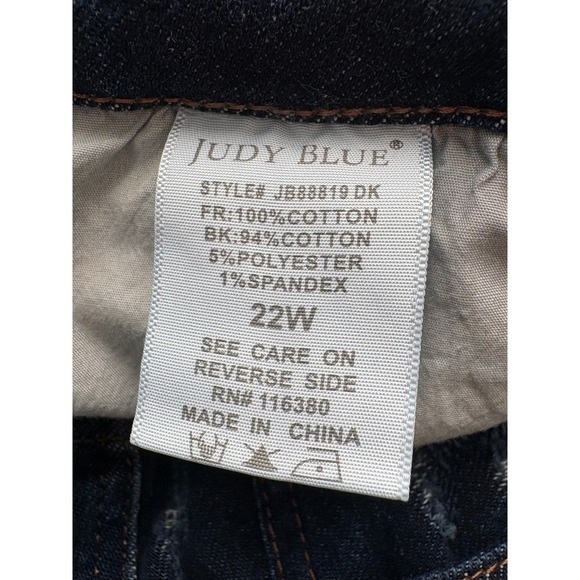 JUDY BLUE®
STYLE# JB88819 DK
FR:100%COTTON
BK:94%COTTON
5%POLYESTER
1%SPANDEX
22W
SEE CARE ON
REVERSE SIDE
RN# 116380
MADE IN CHINA